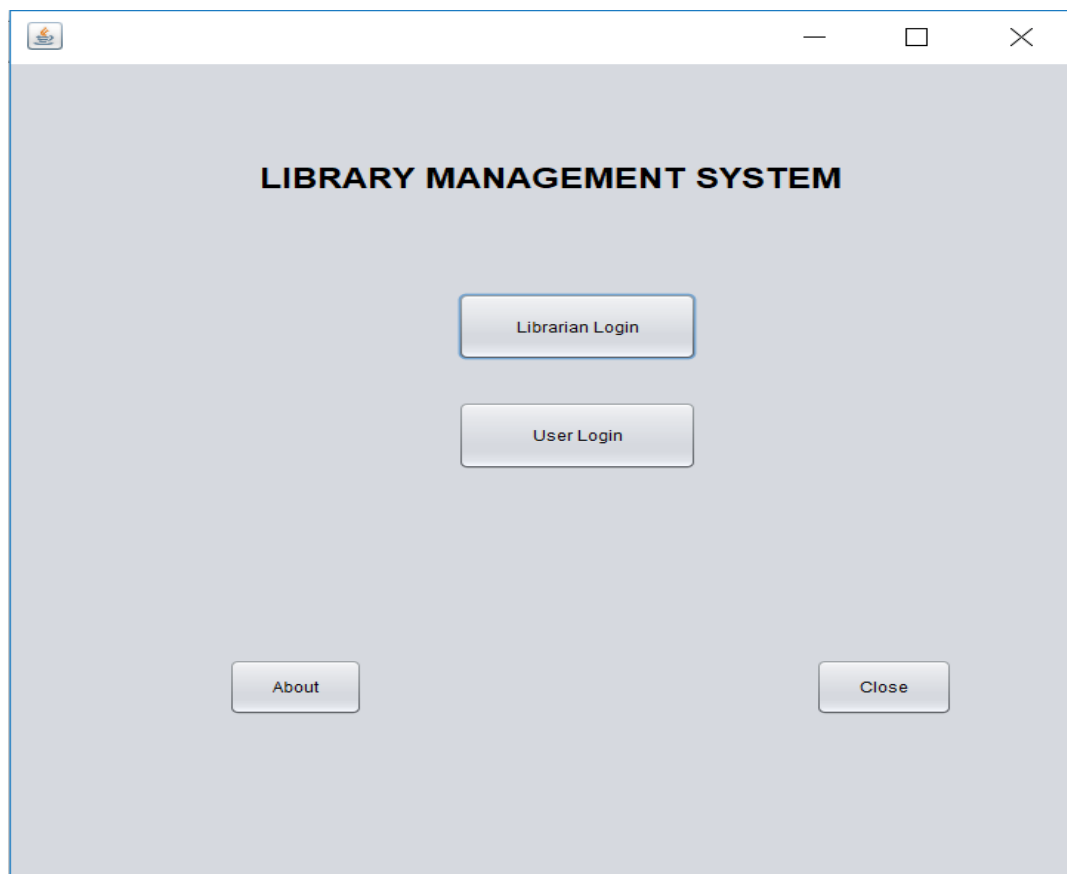 LIBRARY MANAGEMENT SYSTEM
Librarian Login
User Login
About
Close